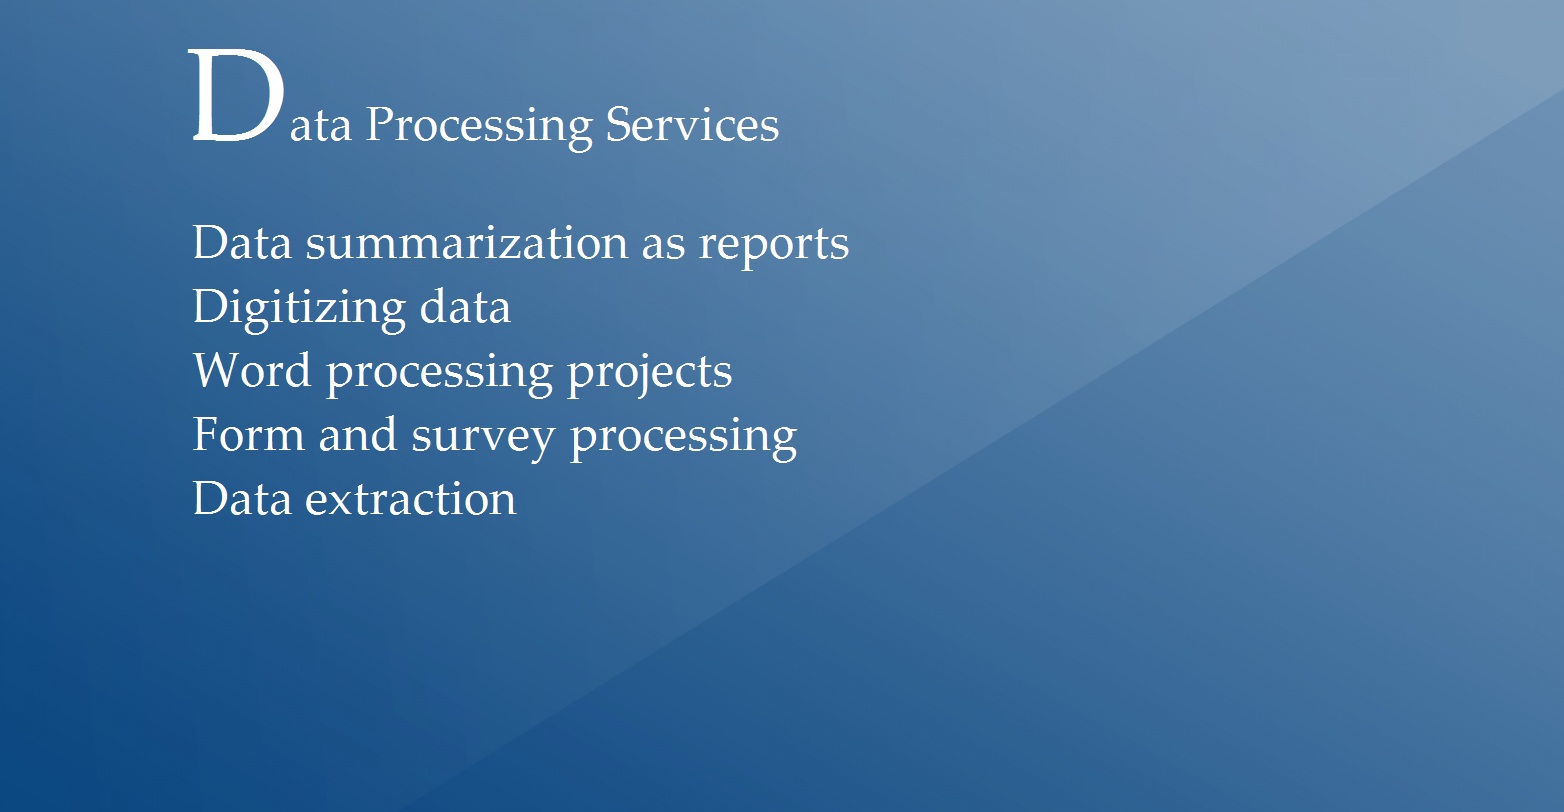 Data Processing Services
Data summarization as reports
Digitizing data
Word processing projects
Form and survey processing
Data extraction